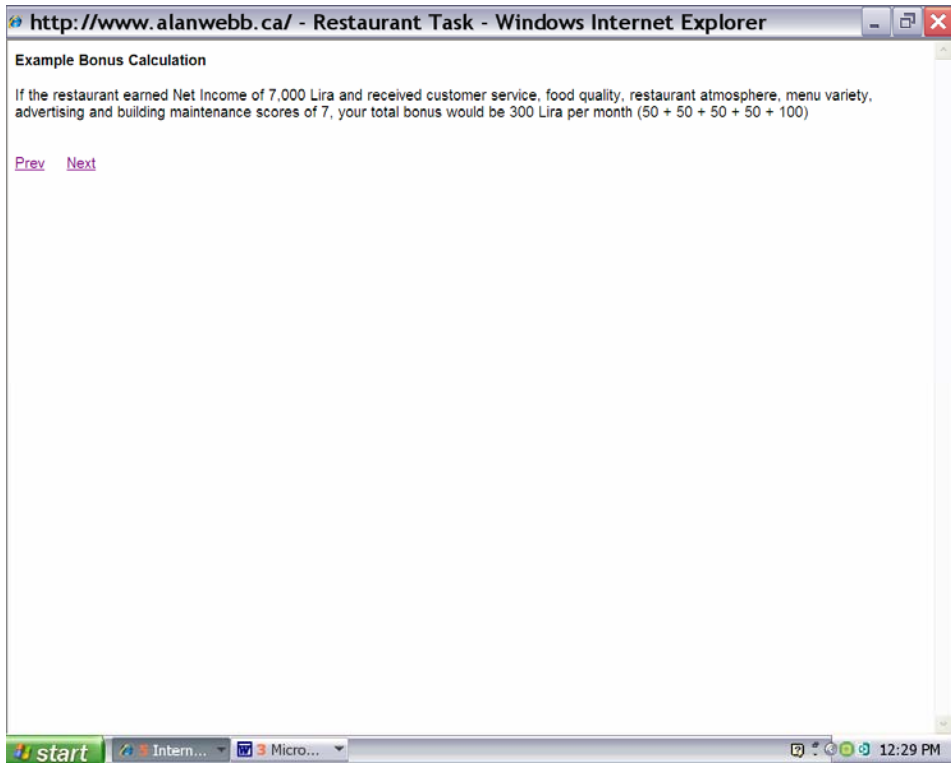 http://www.alanwebb.ca/ - Restaurant Task - Windows Internet Explorer
Example Bonus Calculation
If the restaurant earned Net Income of 7,000 Lira and received customer service, food quality, restaurant atmosphere, menu variety,
advertising and building maintenance scores of 7, your total bonus would be 300 Lira per month (50 + 50 + 50 + 50 + 100)
Prev Next
start 5 Intern... 3 Micro... 12:29 PM